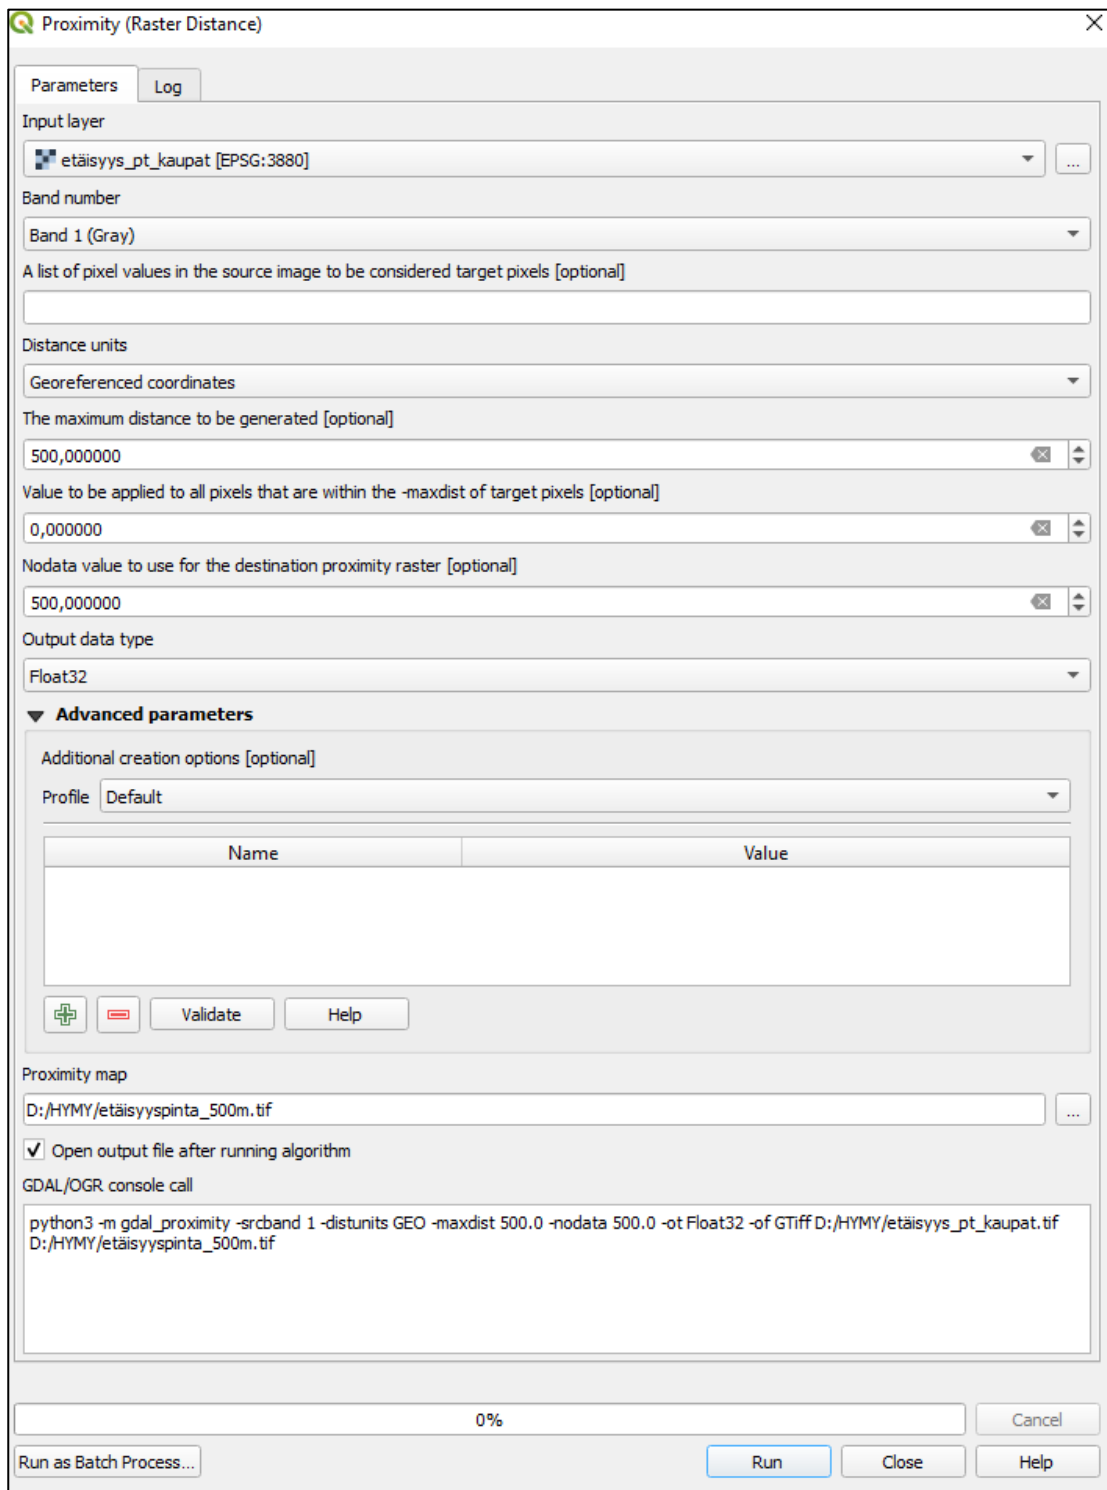 Proximity (Raster Distance)
Parameters
Log
Input layer
etäisyys_pt_kaupat [EPSG:3880]
...
Band number
Band 1 (Gray)
A list of pixel values in the source image to be considered target pixels [optional]
Distance units
Georeferenced coordinates
The maximum distance to be generated [optional]
500,000000
Value to be applied to all pixels that are within the -maxdist of target pixels [optional]
0,000000
Nodata value to use for the destination proximity raster [optional]
500,000000
Output data type
Float32
Advanced parameters
Additional creation options [optional]
Profile Default
Name Value
Validate Help
Proximity map
D:/HYMY/etäisyyspinta_500m.tif
...
Open output file after running algorithm
GDAL/OGR console call
python3 -m gdal_proximity -srcband 1 -distunits GEO -maxdist 500.0 -nodata 500.0 -ot Float32 -of GTiff D:/HYMY/etäisyys_pt_kaupat.tif
D:/HYMY/etäisyyspinta_500m.tif
0% Cancel
Run as Batch Process... Run Close Help